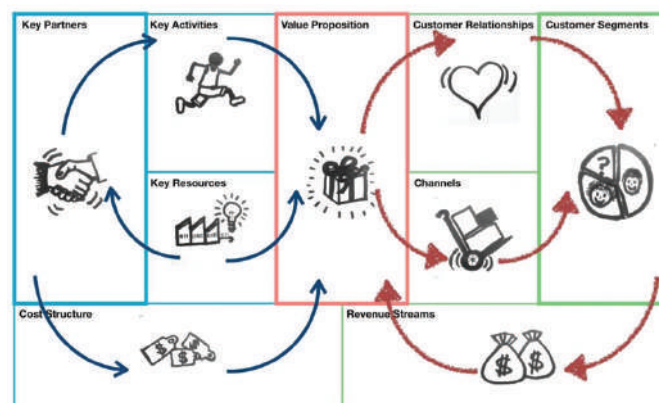 Key Partners
Key Activities
Value Proposition
Customer Relationships
Customer Segments
Key Resources
Channels
Cost Structure
Revenue Streams